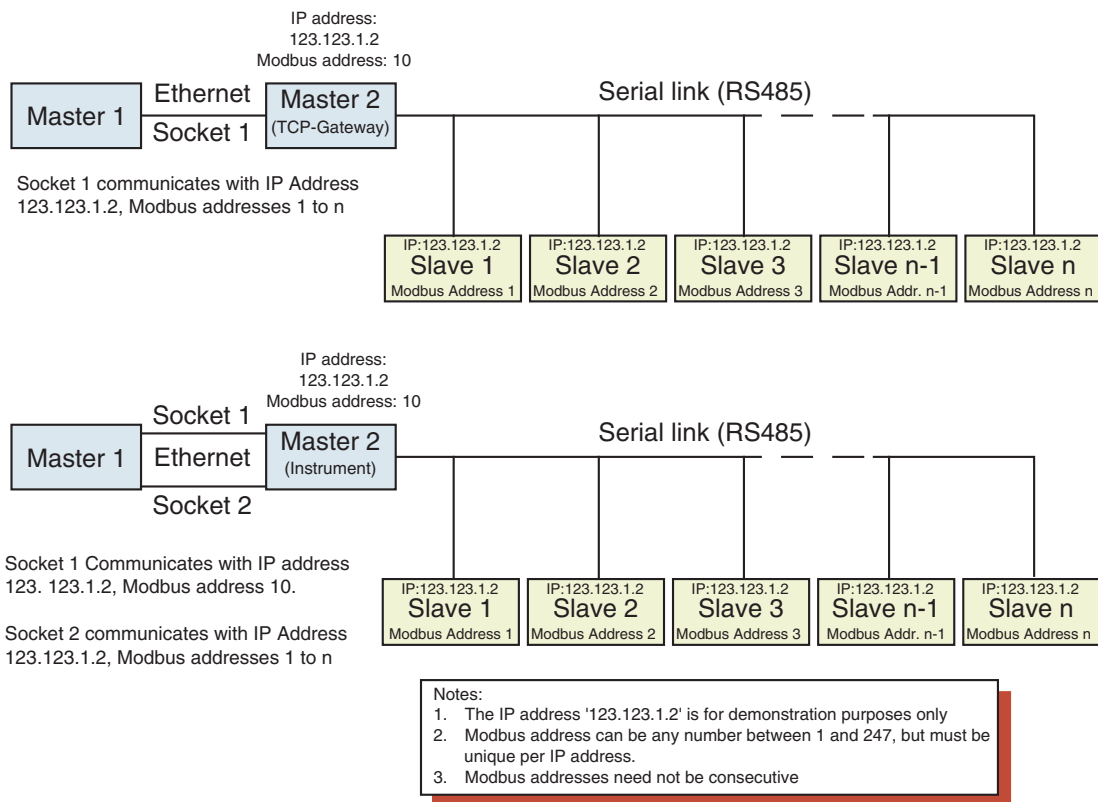 IP address:
123.123.1.2
Modbus address: 10
Master 1
Ethernet
Socket 1
Master 2
(TCP-Gateway)
Serial link (RS485)
Socket 1 communicates with IP Address
123.123.1.2, Modbus addresses 1 to n
IP:123.123.1.2
Slave 1
Modbus Address 1
IP:123.123.1.2
Slave 2
Modbus Address 2
IP:123.123.1.2
Slave 3
Modbus Address 3
IP:123.123.1.2
Slave n-1
Modbus Addr. n-1
IP:123.123.1.2
Slave n
Modbus Address n
IP address:
123.123.1.2
Modbus address: 10
Master 1
Socket 1
Ethernet
Socket 2
Master 2
(Instrument)
Serial link (RS485)
Socket 1 Communicates with IP address
123. 123.1.2, Modbus address 10.
Socket 2 communicates with IP Address
123.123.1.2, Modbus addresses 1 to n
IP:123.123.1.2
Slave 1
Modbus Address 1
IP:123.123.1.2
Slave 2
Modbus Address 2
IP:123.123.1.2
Slave 3
Modbus Address 3
IP:123.123.1.2
Slave n-1
Modbus Addr. n-1
IP:123.123.1.2
Slave n
Modbus Address n
Notes:
1. The IP address '123.123.1.2' is for demonstration purposes only
2. Modbus address can be any number between 1 and 247, but must be
unique per IP address.
3. Modbus addresses need not be consecutive